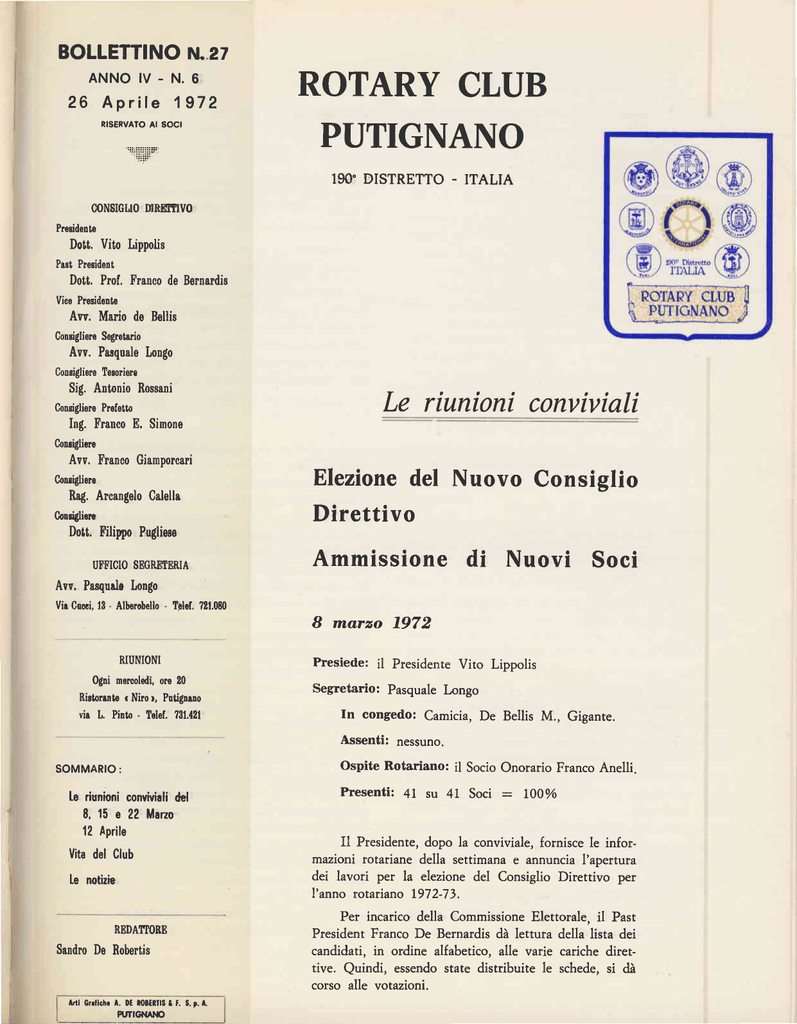 BOLLETTINO N. 27
ANNO IV - N. 6
26 Aprile 1972
RISERVATO AI SOCI
CONSIGLIO DIRETTIVO
Presidente
Dott. Vito Lippolis
Past President
Dott. Prof. Franco de Bernardis
Vice Presidente
Avv. Mario de Bellis
Consigliere Segretario
Avv. Pasquale Longo
Consigliere Tesoriere
Sig. Antonio Rossani
Consigliere Prefetto
Ing. Franco E. Simone
Consigliere
Avv. Franco Giamporcari
Consigliere
Rag. Arcangelo Calella
Consigliere
Dott. Filippo Pugliese
UFFICIO SEGRETERIA
Avv. Pasquale Longo
Via Cucci, 13 - Alberobello - Telef. 721.080
RIUNIONI
Ogni mercoledì, ore 20
Ristorante « Niro », Putignano
via L. Pinto - Telef. 731.421
SOMMARIO :
Le riunioni conviviali del
8, 15 e 22 Marzo
12 Aprile
Vita del Club
Le notizie
REDATTORE
Sandro De Robertis
Arti Grafiche A. DE ROBERTIS & F. S. p. A.
PUTIGNANO
ROTARY CLUB
PUTIGNANO
190° DISTRETTO - ITALIA
190° Distretto
ITALIA
ROTARY CLUB
PUTIGNANO
Le riunioni conviviali
Elezione del Nuovo Consiglio
Direttivo
Ammissione di Nuovi Soci
8 marzo 1972
Presiede: il Presidente Vito Lippolis
Segretario: Pasquale Longo
In congedo: Camicia, De Bellis M., Gigante.
Assenti: nessuno.
Ospite Rotariano: il Socio Onorario Franco Anelli.
Presenti: 41 su 41 Soci = 100%
Il Presidente, dopo la conviviale, fornisce le infor-
mazioni rotariane della settimana e annuncia l'apertura
dei lavori per la elezione del Consiglio Direttivo per
l'anno rotariano 1972-73.
Per incarico della Commissione Elettorale, il Past
President Franco De Bernardis dà lettura della lista dei
candidati, in ordine alfabetico, alle varie cariche diret-
tive. Quindi, essendo state distribuite le schede, si dà
corso alle votazioni.